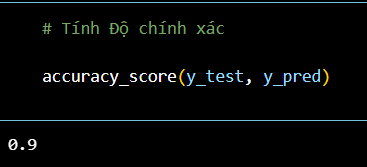 # Tính Độ chính xác
accuracy_score(y_test, y_pred)
0.9